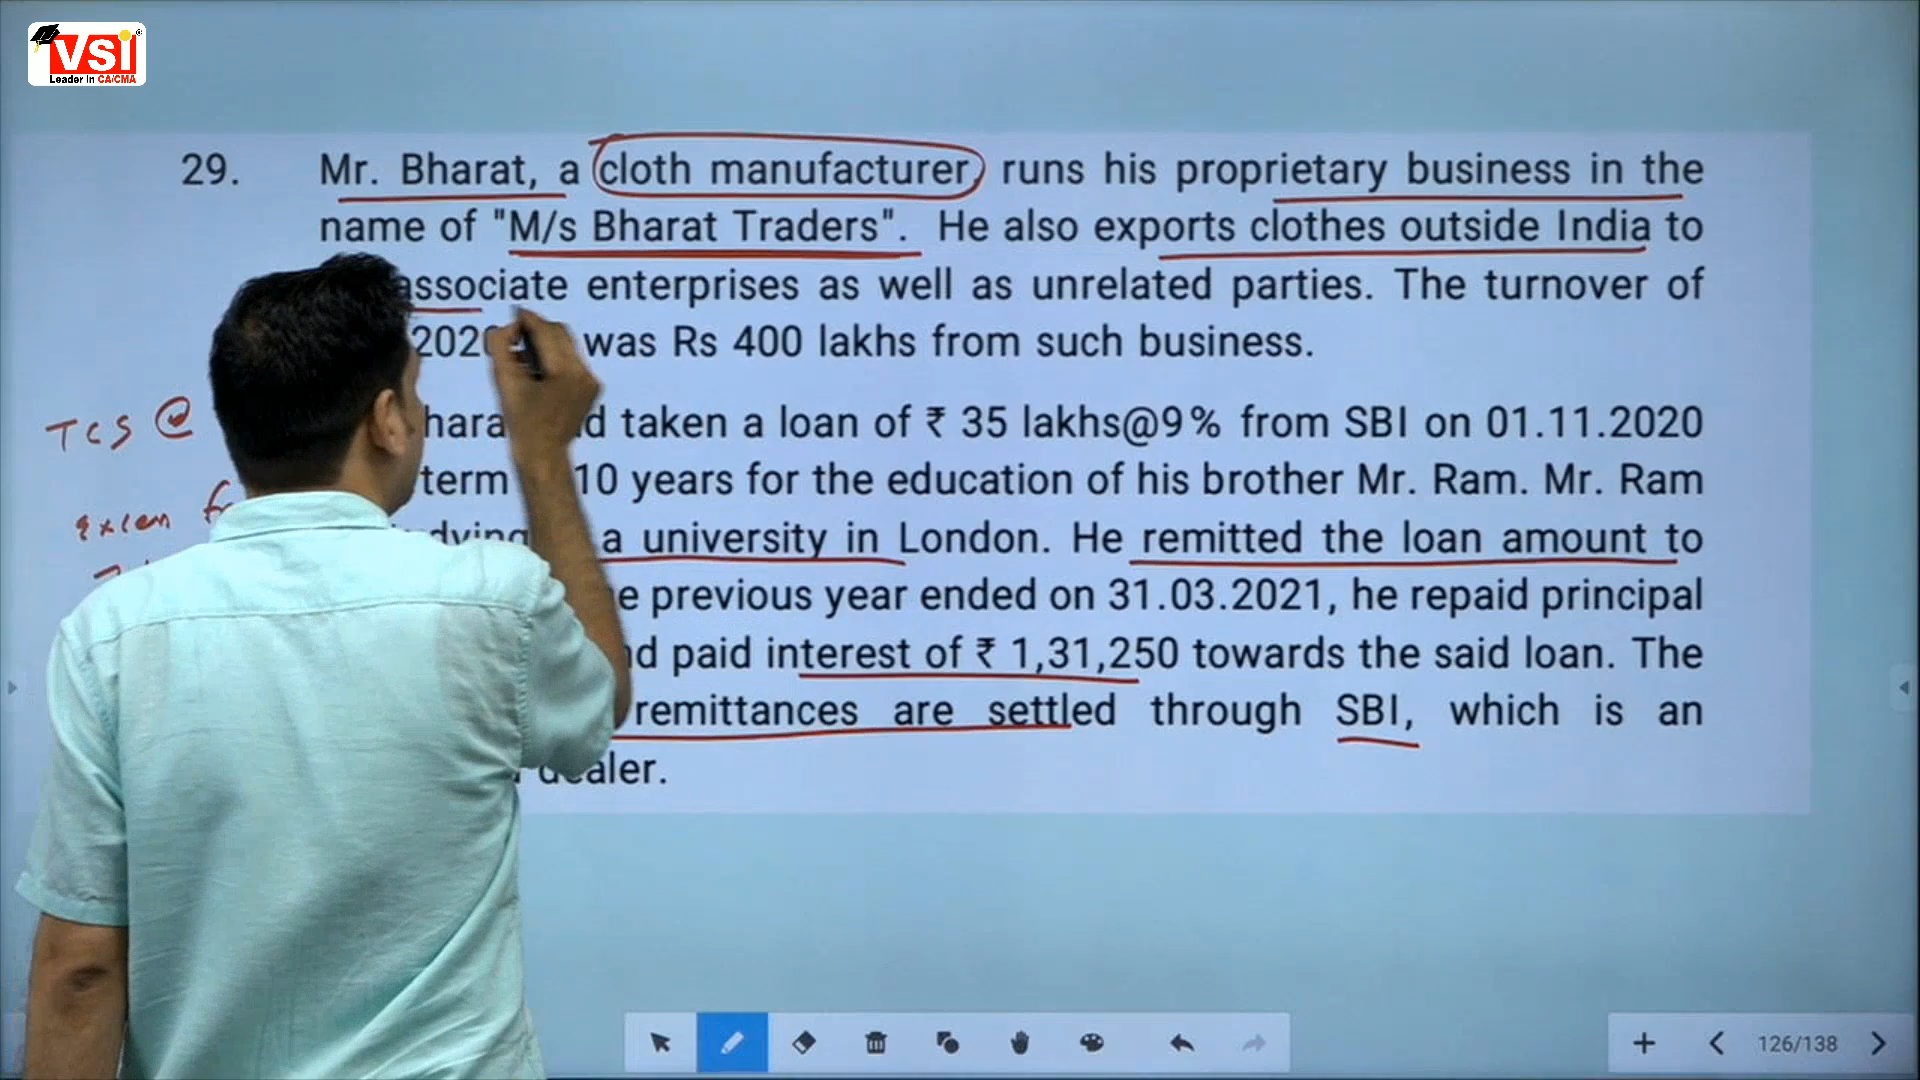 VSI
Leader in CA/CMA
29. Mr. Bharat, a cloth manufacturer, runs his proprietary business in the
name of "M/s Bharat Traders". He also exports clothes outside India to
associate enterprises as well as unrelated parties. The turnover of
was Rs 400 lakhs from such business.
TCS @
taken a loan of ₹ 35 lakhs@9% from SBI on 01.11.2020
term 10 years for the education of his brother Mr. Ram. Mr. Ram
a university in London. He remitted the loan amount to
previous year ended on 31.03.2021, he repaid principal
paid interest of ₹ 1,31,250 towards the said loan. The
remittances are settled through SBI, which is an
dealer.
126/138